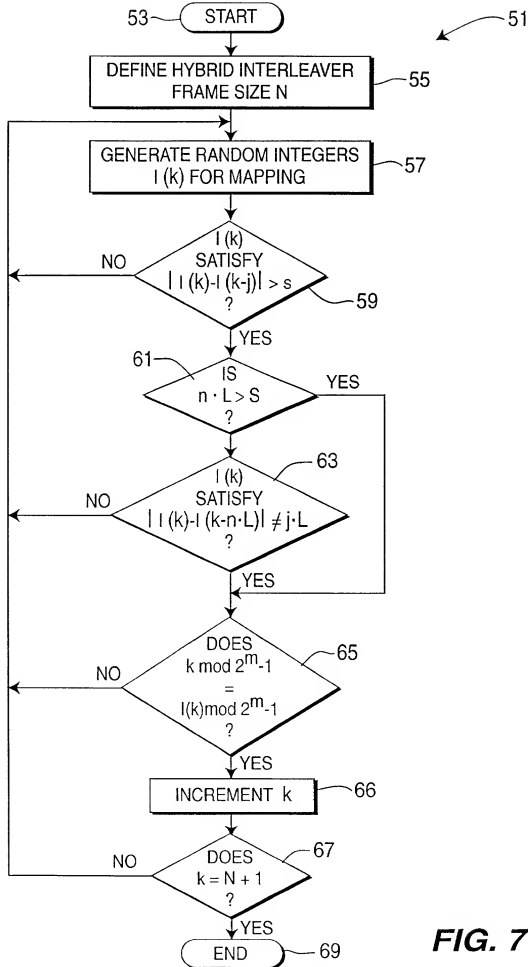 53
START
51
DEFINE HYBRID INTERLEAVER
FRAME SIZE N
55
GENERATE RANDOM INTEGERS
I (k) FOR MAPPING
57
I (k)
SATISFY
| I (k)-I (k-j)| > s
?
NO
59
YES
61
IS
n · L > S
?
YES
I (k)
SATISFY
| I (k)-I (k-n·L)| ≠ j·L
?
63
NO
YES
DOES
k mod 2^m-1
=
I(k)mod 2^m-1
?
65
NO
YES
INCREMENT k
66
DOES
k = N + 1
?
67
NO
YES
END
69
FIG. 7